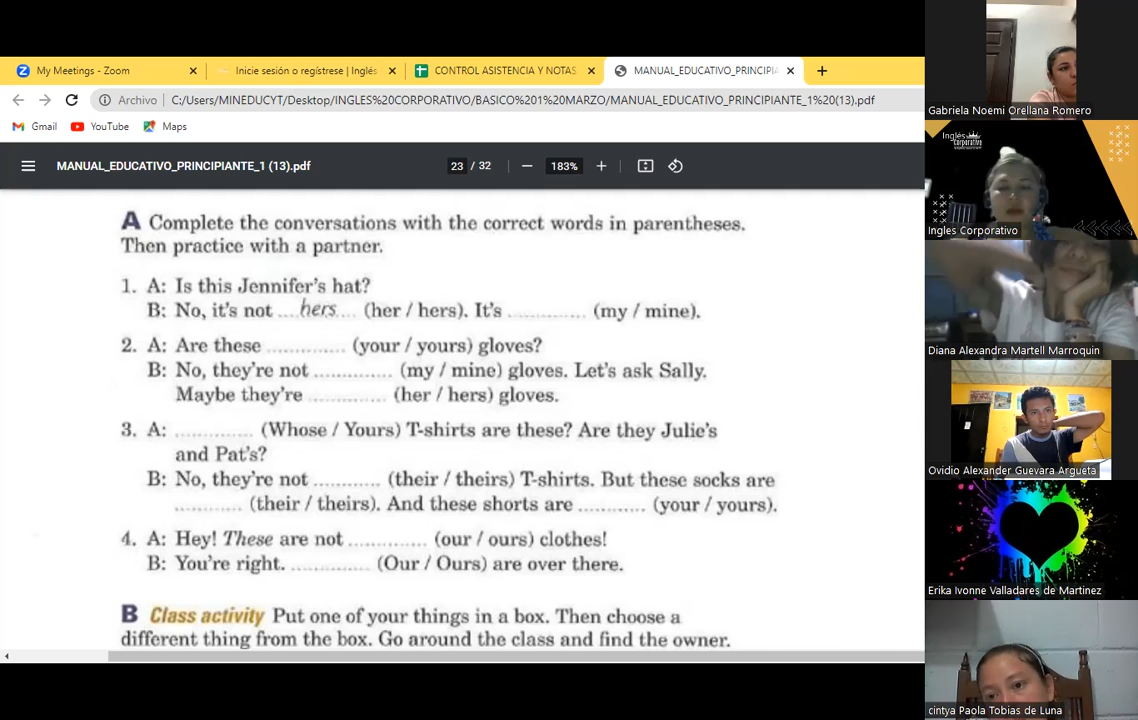 My Meetings - Zoom
Inicie sesión o regístrese | Inglés
CONTROL ASISTENCIA Y NOTAS
MANUAL_EDUCATIVO_PRINCIPIA
Archivo C:/Users/MINEDUCYT/Desktop/INGLES%20CORPORATIVO/BASICO%201%20MARZO/MANUAL_EDUCATIVO_PRINCIPIANTE_1%20(13).pdf
Gmail YouTube Maps
MANUAL_EDUCATIVO_PRINCIPIANTE_1 (13).pdf 23 / 32 183%
A Complete the conversations with the correct words in parentheses.
Then practice with a partner.
1. A: Is this Jennifer's hat?
B: No, it's not ....hers.... (her / hers). It's ............. (my / mine).
2. A: Are these ............. (your / yours) gloves?
B: No, they're not ............. (my / mine) gloves. Let's ask Sally.
Maybe they're ............. (her / hers) gloves.
3. A: ............. (Whose / Yours) T-shirts are these? Are they Julie's
and Pat's?
B: No, they're not ........... (their / theirs) T-shirts. But these socks are
........... (their / theirs). And these shorts are ........... (your / yours).
4. A: Hey! These are not ............. (our / ours) clothes!
B: You're right. ............. (Our / Ours) are over there.
B Class activity Put one of your things in a box. Then choose a
different thing from the box. Go around the class and find the owner.
Gabriela Noemi Orellana Romero
Inglés
Corporativo
Ingles Corporativo
Diana Alexandra Martell Marroquin
Ovidio Alexander Guevara Argueta
Erika Ivonne Valladares de Martinez
cintya Paola Tobias de Luna